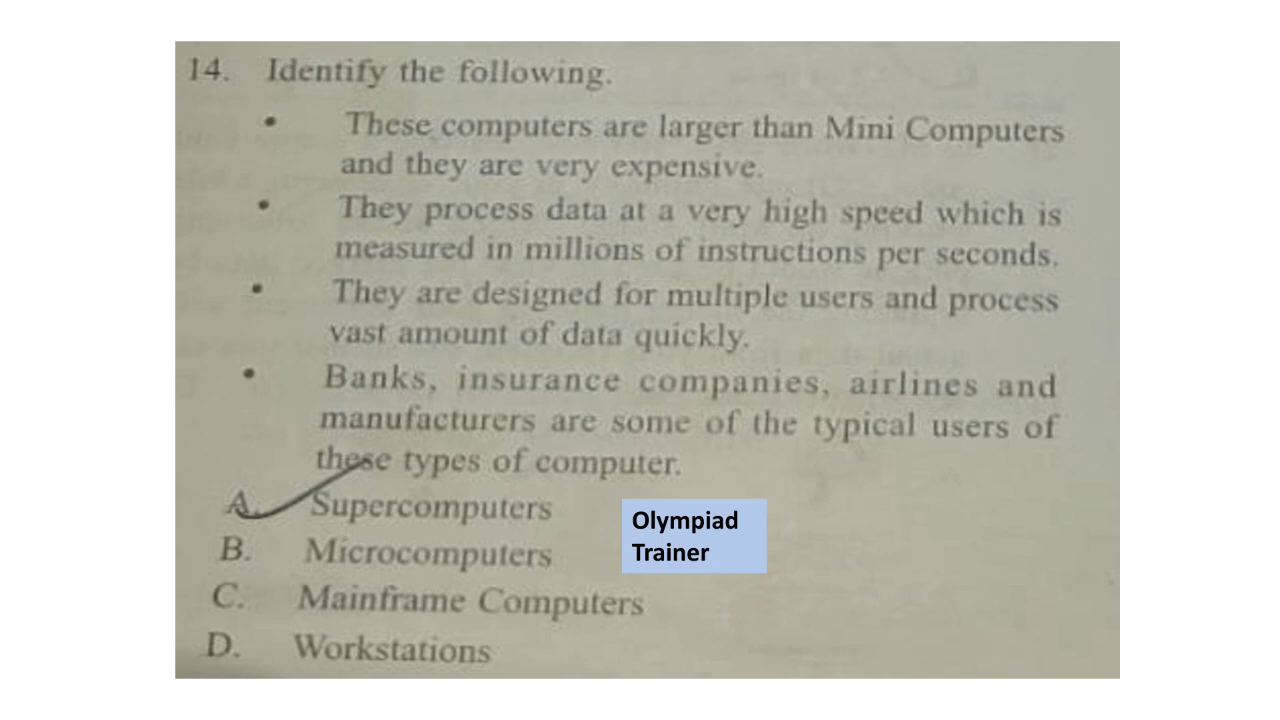 14. Identify the following.
• These computers are larger than Mini Computers
and they are very expensive.
• They process data at a very high speed which is
measured in millions of instructions per seconds.
• They are designed for multiple users and process
vast amount of data quickly.
• Banks, insurance companies, airlines and
manufacturers are some of the typical users of
these types of computer.
A. Supercomputers
B. Microcomputers
C. Mainframe Computers
D. Workstations
Olympiad
Trainer